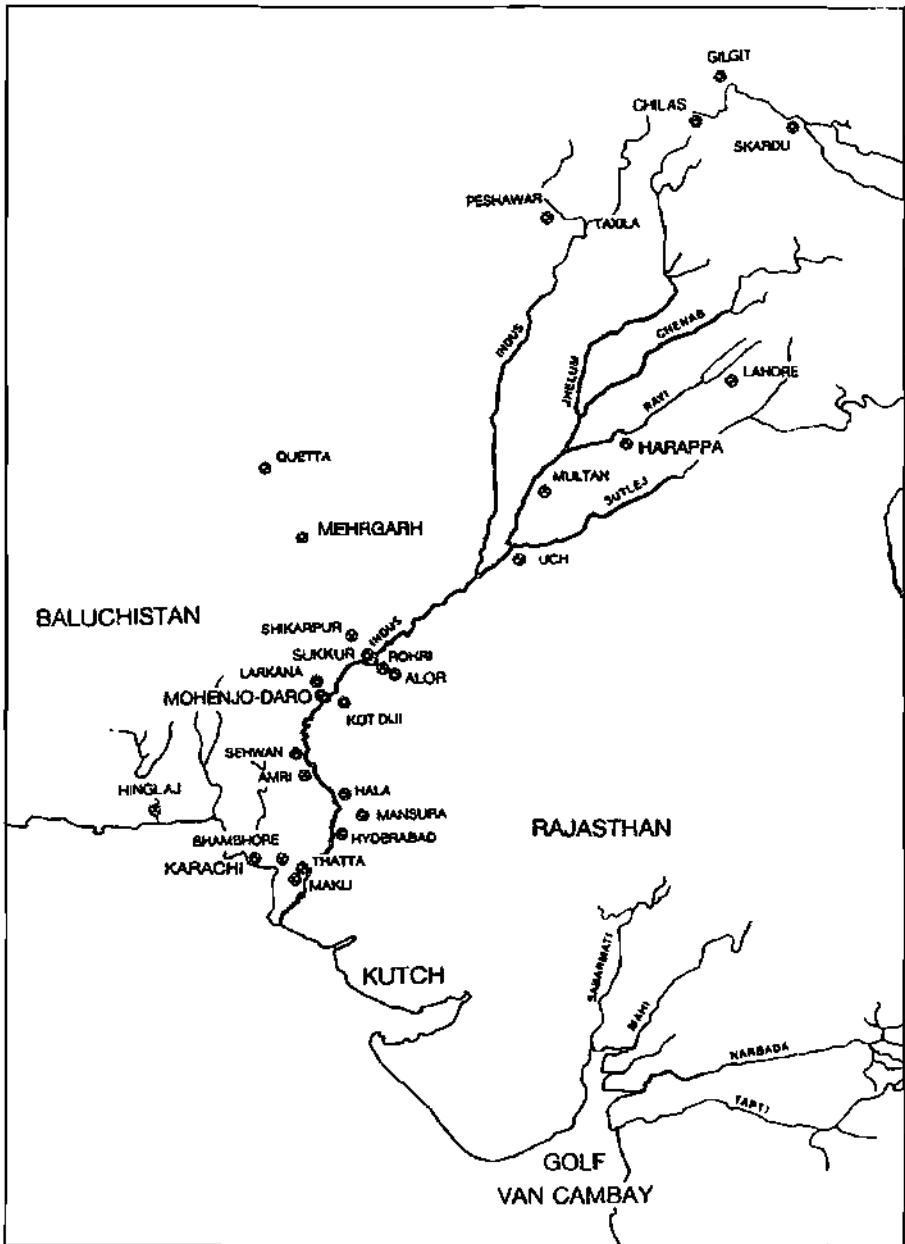 GILGIT
CHILAS
SKARDU
PESHAWAR
TAXILA
INDUS
JHELUM
CHENAB
RAVI
LAHORE
HARAPPA
QUETTA
MULTAN
SUTLEJ
MEHRGARH
UCH
BALUCHISTAN
SHIKARPUR
INDUS
SUKKUR
ROHRI
LARKANA
ALOR
MOHENJO-DARO
KOT DIJI
SEHWAN
AMRI
HINGLAJ
HALA
MANSURA
RAJASTHAN
HYDERABAD
BHAMBHORE
KARACHI
THATTA
MAKLI
KUTCH
SABARMATI
MAHI
NARBADA
TAPTI
GOLF
VAN CAMBAY